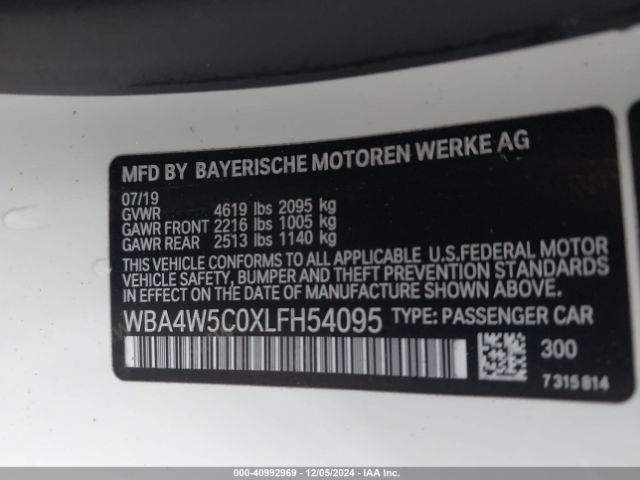 MFD BY BAYERISCHE MOTOREN WERKE AG
07/19
GVWR 4619 lbs 2095 kg
GAWR FRONT 2216 lbs 1005 kg
GAWR REAR 2513 lbs 1140 kg
THIS VEHICLE CONFORMS TO ALL APPLICABLE U.S.FEDERAL MOTOR
VEHICLE SAFETY, BUMPER AND THEFT PREVENTION STANDARDS
IN EFFECT ON THE DATE OF MANUFACTURE SHOWN ABOVE.
WBA4W5C0XLFH54095 TYPE: PASSENGER CAR
300
7315814
000-40992969 - 12/05/2024 - IAA Inc.